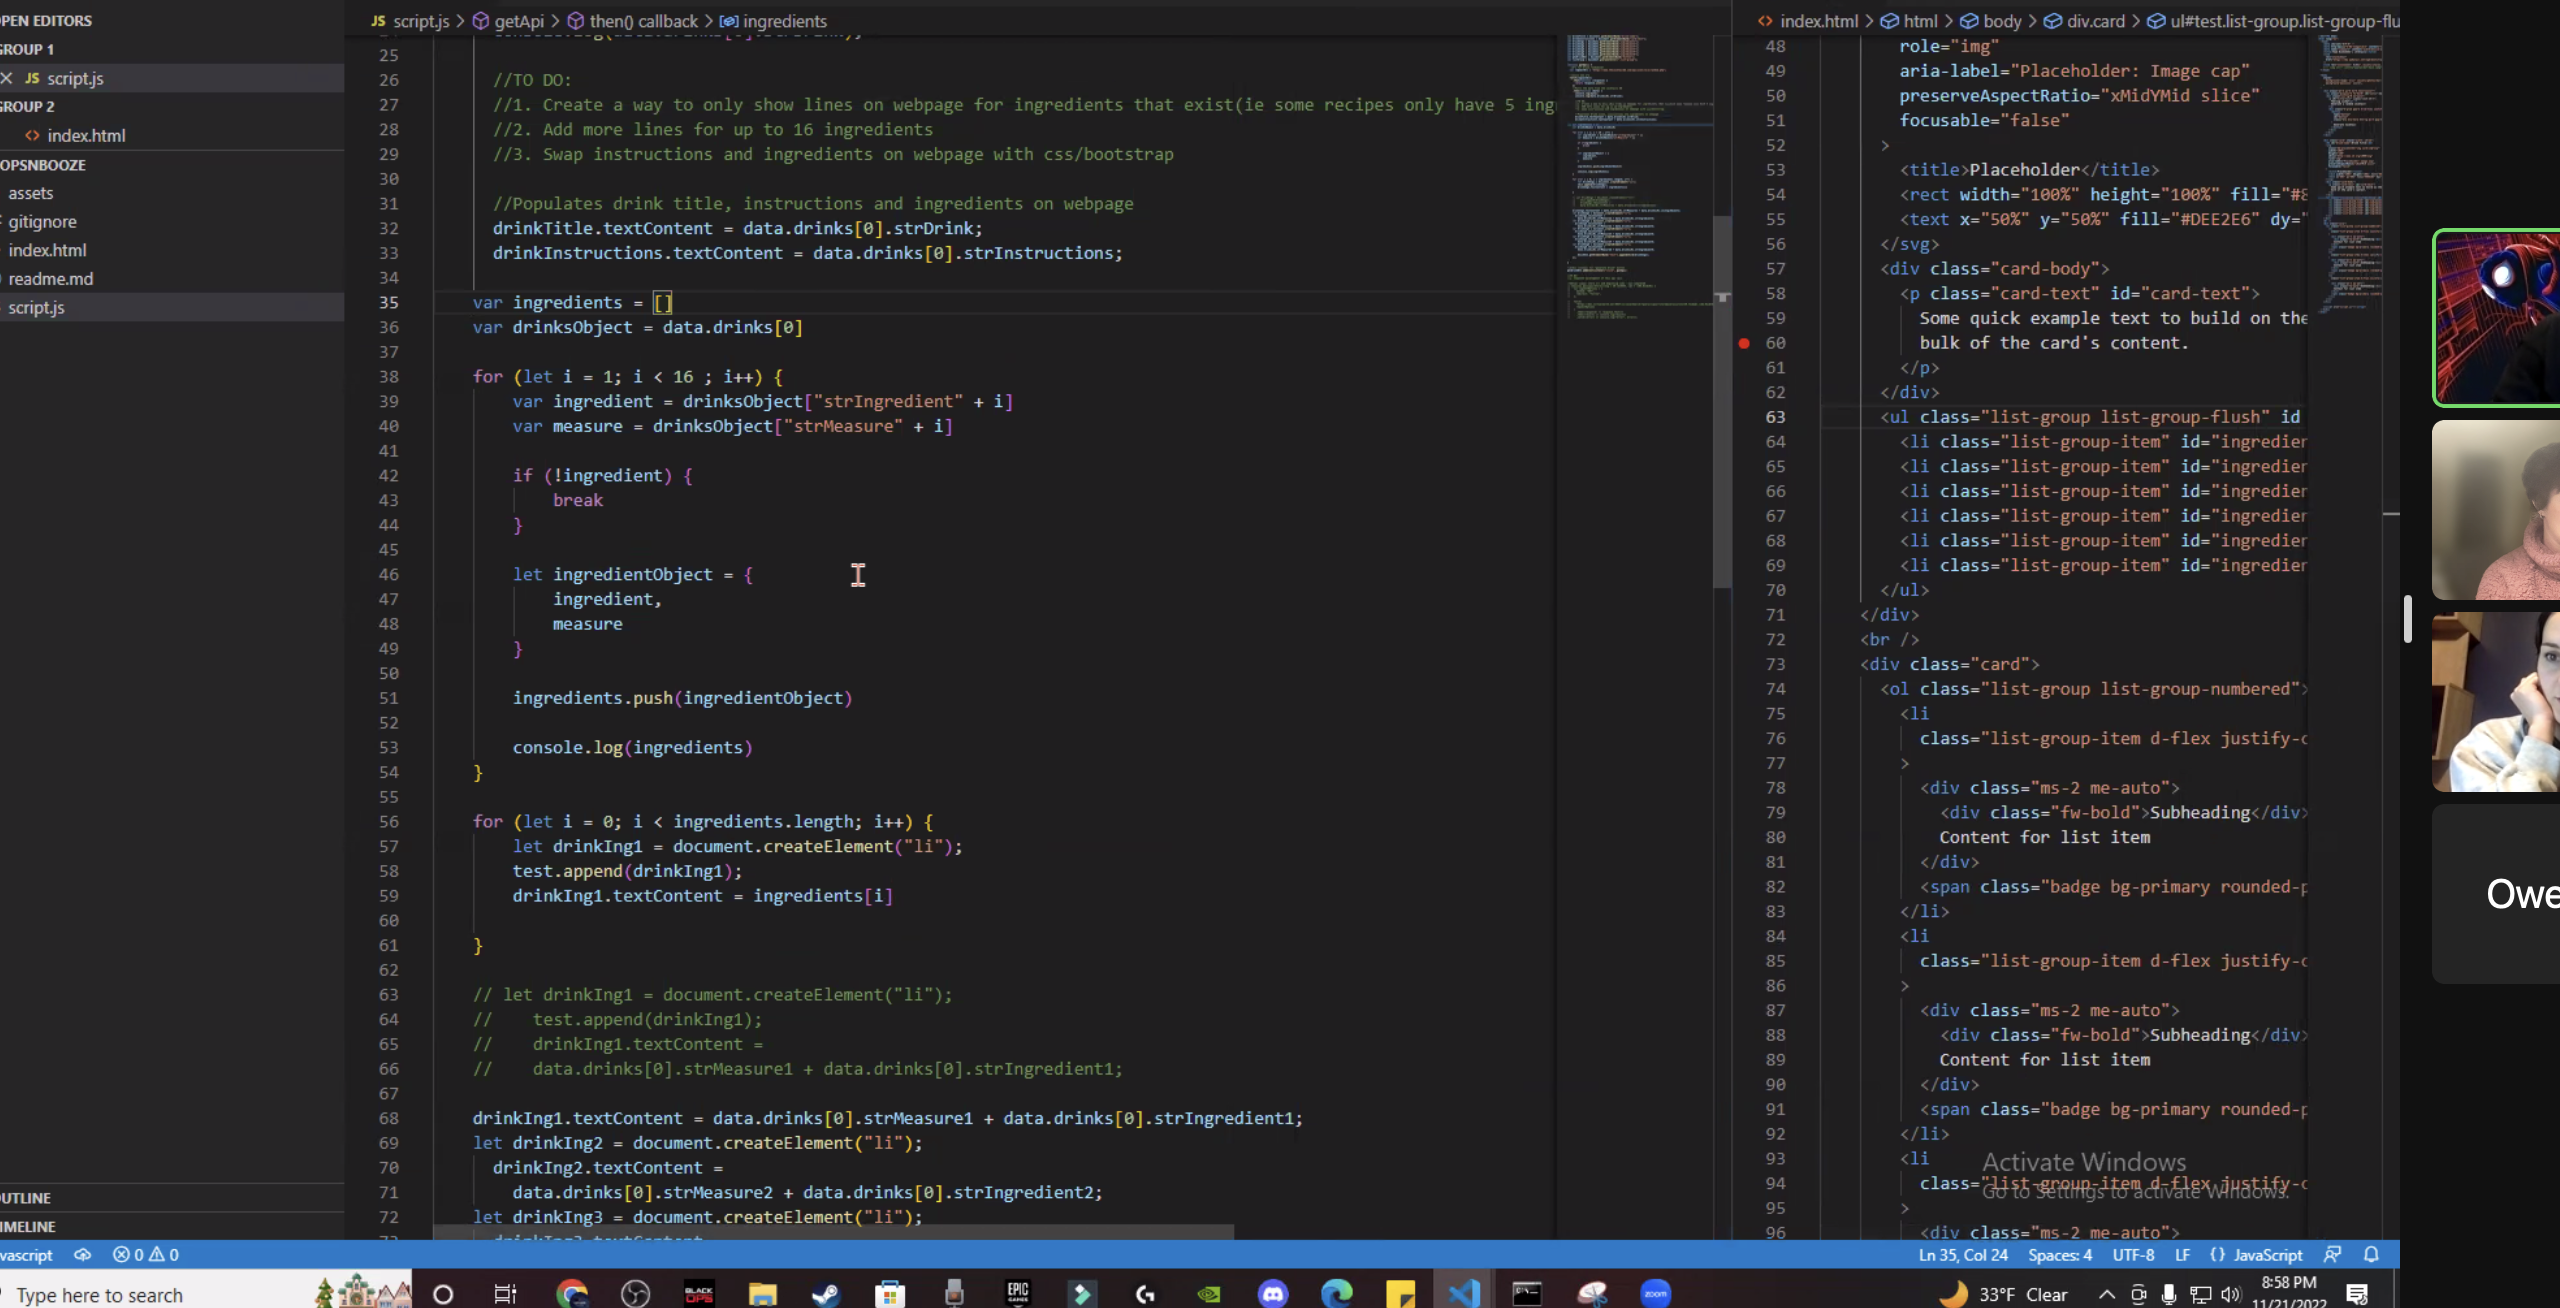 OPEN EDITORS
GROUP 1
JS script.js
GROUP 2
<> index.html
OPSNBOOZE
assets
gitignore
index.html
readme.md
script.js
OUTLINE
TIMELINE
JS script.js > getApi > then() callback > ingredients
25
26 //TO DO:
27 //1. Create a way to only show lines on webpage for ingredients that exist(ie some recipes only have 5 ing
28 //2. Add more lines for up to 16 ingredients
29 //3. Swap instructions and ingredients on webpage with css/bootstrap
30
31 //Populates drink title, instructions and ingredients on webpage
32 drinkTitle.textContent = data.drinks[0].strDrink;
33 drinkInstructions.textContent = data.drinks[0].strInstructions;
34
35 var ingredients = []
36 var drinksObject = data.drinks[0]
37
38 for (let i = 1; i < 16 ; i++) {
39 var ingredient = drinksObject["strIngredient" + i]
40 var measure = drinksObject["strMeasure" + i]
41
42 if (!ingredient) {
43 break
44 }
45
46 let ingredientObject = {
47 ingredient,
48 measure
49 }
50
51 ingredients.push(ingredientObject)
52
53 console.log(ingredients)
54 }
55
56 for (let i = 0; i < ingredients.length; i++) {
57 let drinkIng1 = document.createElement("li");
58 test.append(drinkIng1);
59 drinkIng1.textContent = ingredients[i]
60
61 }
62
63 // let drinkIng1 = document.createElement("li");
64 // test.append(drinkIng1);
65 // drinkIng1.textContent =
66 // data.drinks[0].strMeasure1 + data.drinks[0].strIngredient1;
67
68 drinkIng1.textContent = data.drinks[0].strMeasure1 + data.drinks[0].strIngredient1;
69 let drinkIng2 = document.createElement("li");
70 drinkIng2.textContent =
71 data.drinks[0].strMeasure2 + data.drinks[0].strIngredient2;
72 let drinkIng3 = document.createElement("li");
<> index.html > html > body > div.card > ul#test.list-group.list-group-flu
48 role="img"
49 aria-label="Placeholder: Image cap"
50 preserveAspectRatio="xMidYMid slice"
51 focusable="false"
52 >
53 <title>Placeholder</title>
54 <rect width="100%" height="100%" fill="#8
55 <text x="50%" y="50%" fill="#DEE2E6" dy="
56 </svg>
57 <div class="card-body">
58 <p class="card-text" id="card-text">
59 Some quick example text to build on the
60 bulk of the card's content.
61 </p>
62 </div>
63 <ul class="list-group list-group-flush" id
64 <li class="list-group-item" id="ingredier
65 <li class="list-group-item" id="ingredier
66 <li class="list-group-item" id="ingredier
67 <li class="list-group-item" id="ingredier
68 <li class="list-group-item" id="ingredier
69 <li class="list-group-item" id="ingredier
70 </ul>
71 </div>
72 <br />
73 <div class="card">
74 <ol class="list-group list-group-numbered">
75 <li
76 class="list-group-item d-flex justify-c
77 >
78 <div class="ms-2 me-auto">
79 <div class="fw-bold">Subheading</div>
80 Content for list item
81 </div>
82 <span class="badge bg-primary rounded-p
83 </li>
84 <li
85 class="list-group-item d-flex justify-c
86 >
87 <div class="ms-2 me-auto">
88 <div class="fw-bold">Subheading</div>
89 Content for list item
90 </div>
91 <span class="badge bg-primary rounded-p
92 </li>
93 <li
94 class="list-group-item d-flex justify-c
95 >
96 <div class="ms-2 me-auto">
Activate Windows
Go to Settings to activate Windows.
Owe
vascript 0 0
Ln 35, Col 24 Spaces: 4 UTF-8 LF {} JavaScript
Type here to search
BLACK OPS
EPIC GAMES
zoom
33°F Clear
8:58 PM
11/21/2022